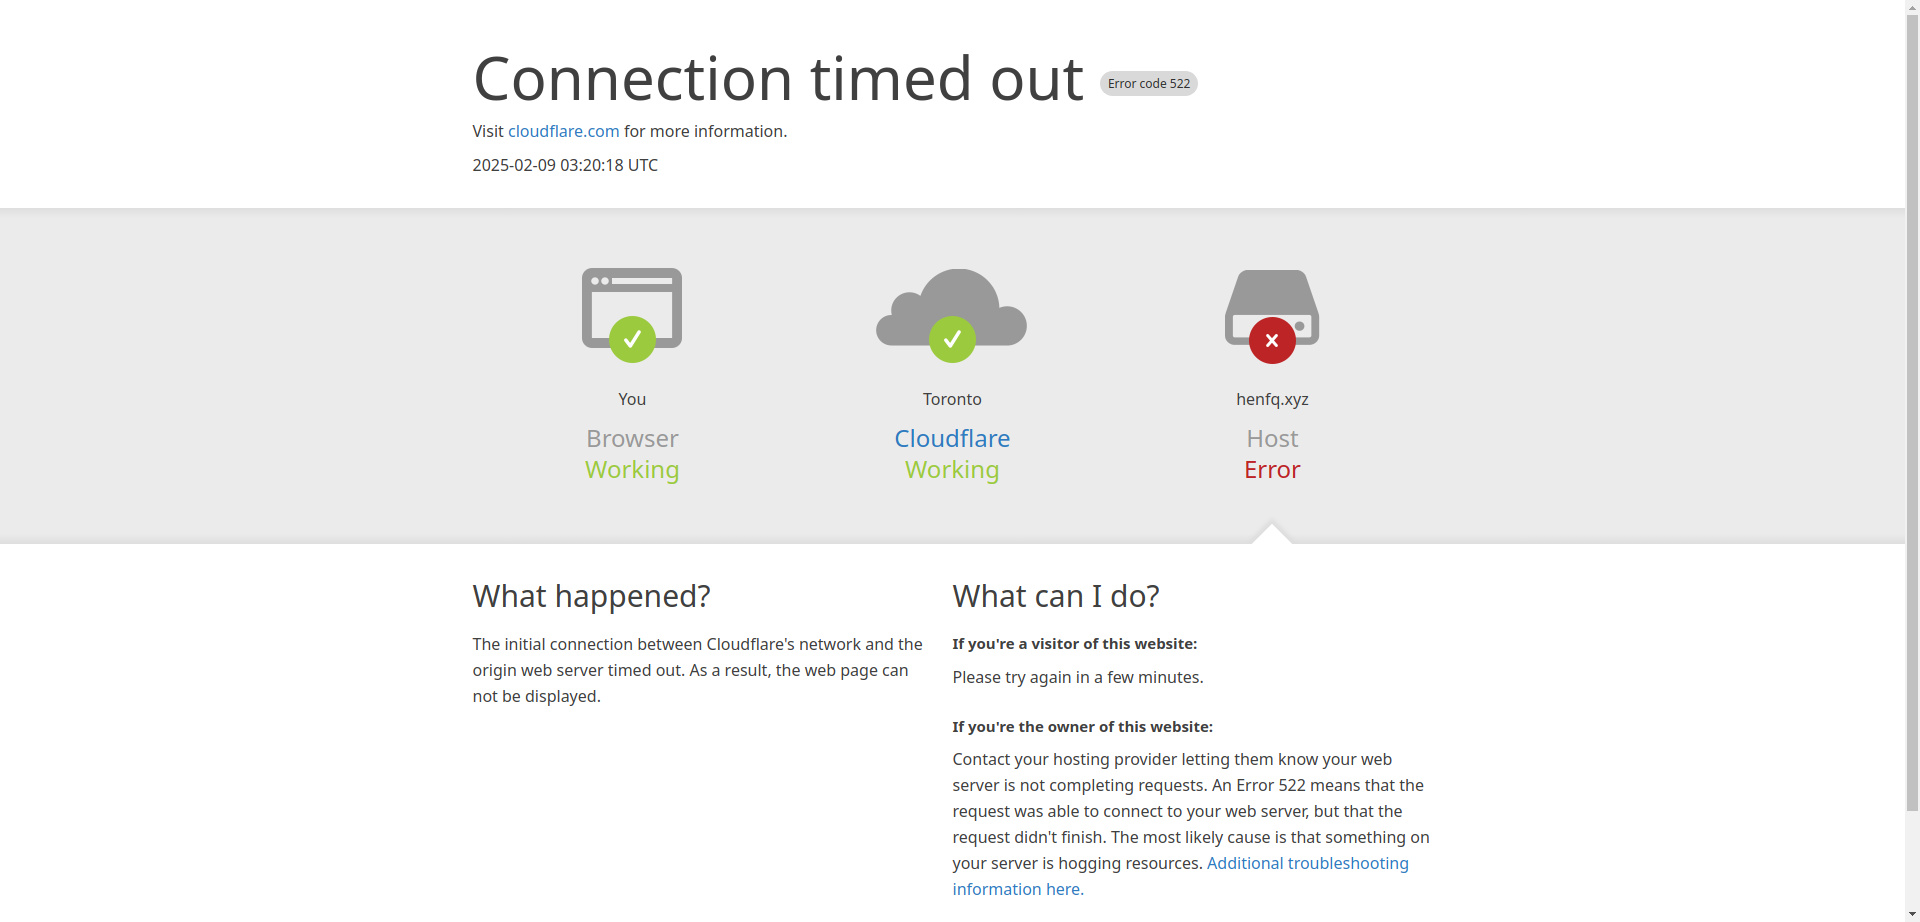 Connection timed out Error code 522
Visit cloudflare.com for more information.
2025-02-09 03:20:18 UTC
You
Browser
Working
Toronto
Cloudflare
Working
henfq.xyz
Host
Error
What happened?
The initial connection between Cloudflare's network and the
origin web server timed out. As a result, the web page can
not be displayed.
What can I do?
If you're a visitor of this website:
Please try again in a few minutes.
If you're the owner of this website:
Contact your hosting provider letting them know your web
server is not completing requests. An Error 522 means that the
request was able to connect to your web server, but that the
request didn't finish. The most likely cause is that something on
your server is hogging resources. Additional troubleshooting
information here.